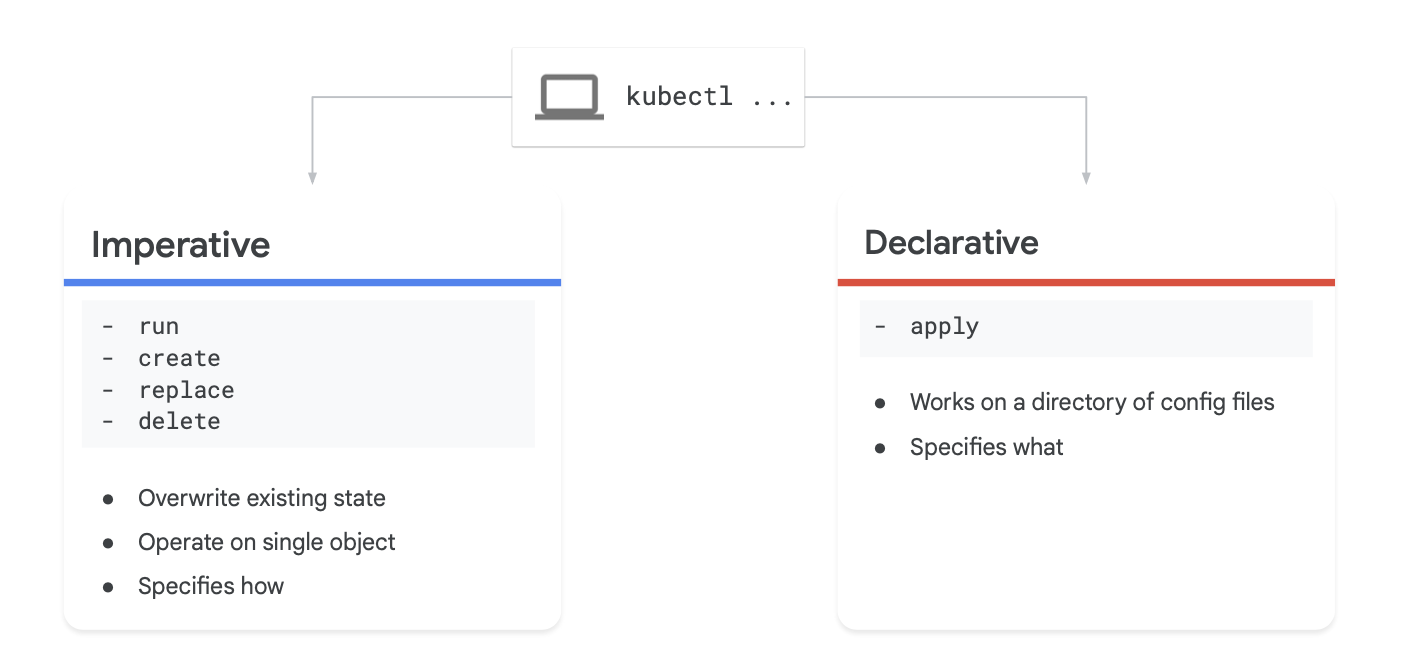 kubectl ...
Imperative
- run
- create
- replace
- delete
● Overwrite existing state
● Operate on single object
● Specifies how
Declarative
- apply
● Works on a directory of config files
● Specifies what